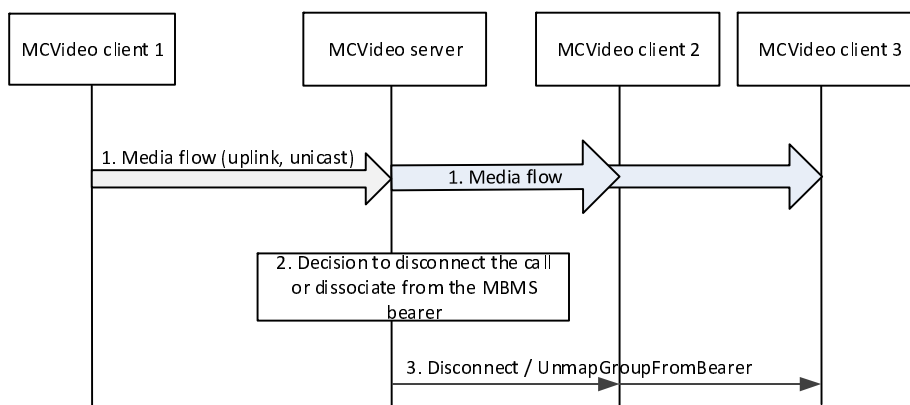 MCVideo client 1
MCVideo server
MCVideo client 2
MCVideo client 3
1. Media flow (uplink, unicast)
1. Media flow
2. Decision to disconnect the call
or dissociate from the MBMS
bearer
3. Disconnect / UnmapGroupFromBearer